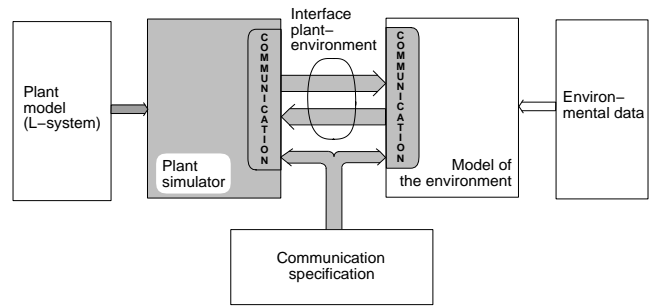 Plant
model
(L−system)
COMMUNICATION
Plant
simulator
Interface
plant−
environment
COMMUNICATION
Model of
the environment
Environ−
mental data
Communication
specification